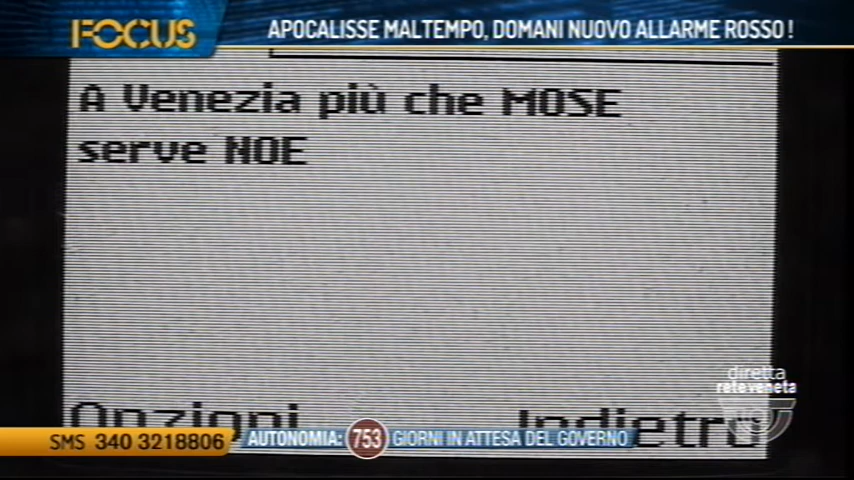 FOCUS
APOCALISSE MALTEMPO, DOMANI NUOVO ALLARME ROSSO !
A Venezia più che MOSE
serve NOE
diretta
reteveneta
Opzioni Indietro
SMS 340 3218806 AUTONOMIA: 753 GIORNI IN ATTESA DEL GOVERNO